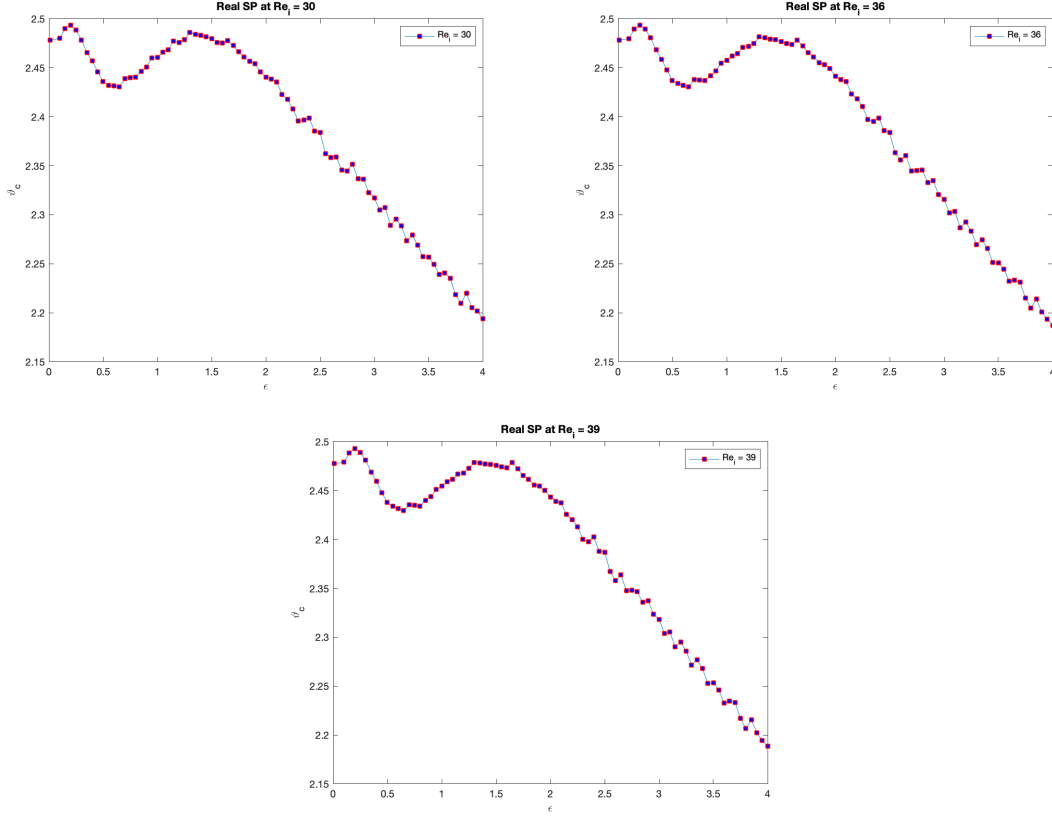 Real SP at Re_i = 30
Re_i = 30
2.5
2.45
2.4
2.35
2.3
2.25
2.2
2.15
ϑ_c
0 0.5 1 1.5 2 2.5 3 3.5 4
ϵ
Real SP at Re_i = 36
Re_i = 36
2.5
2.45
2.4
2.35
2.3
2.25
2.2
2.15
ϑ_c
0 0.5 1 1.5 2 2.5 3 3.5 4
ϵ
Real SP at Re_i = 39
Re_i = 39
2.5
2.45
2.4
2.35
2.3
2.25
2.2
2.15
ϑ_c
0 0.5 1 1.5 2 2.5 3 3.5 4
ϵ